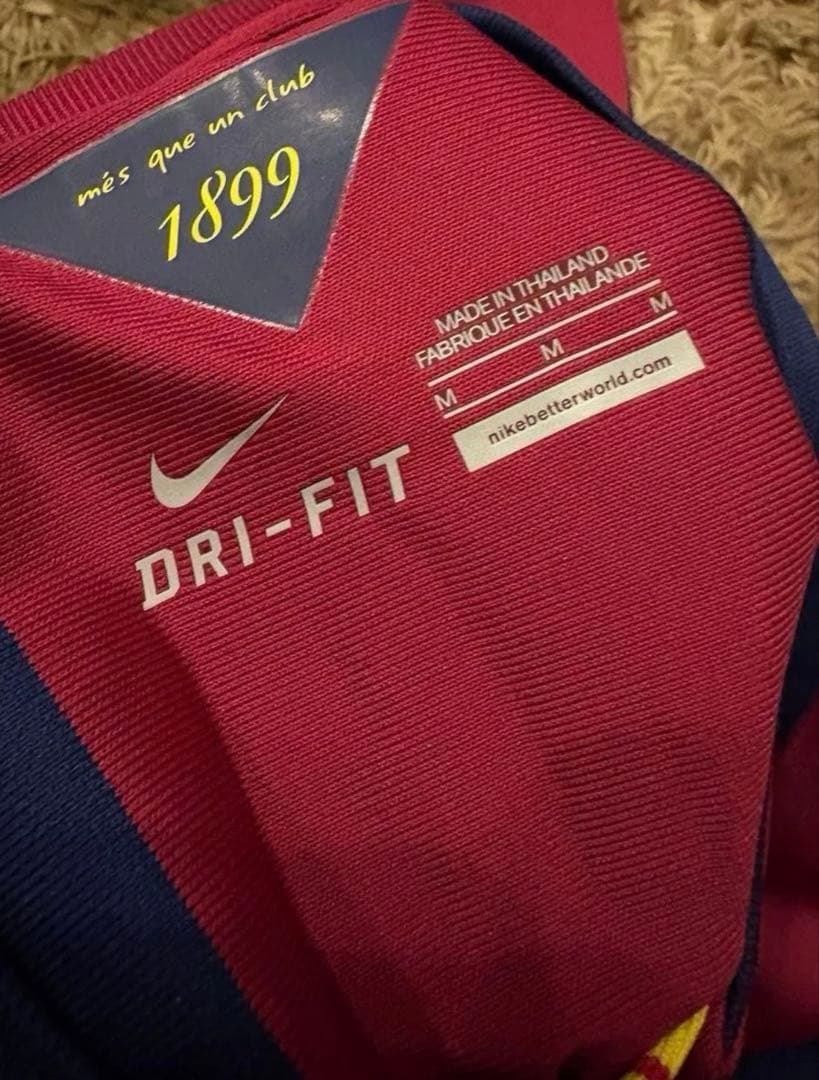 més que un club
1899
MADE IN THAILAND
FABRIQUE EN THAILANDE
M M M
nikebetterworld.com
DRI-FIT